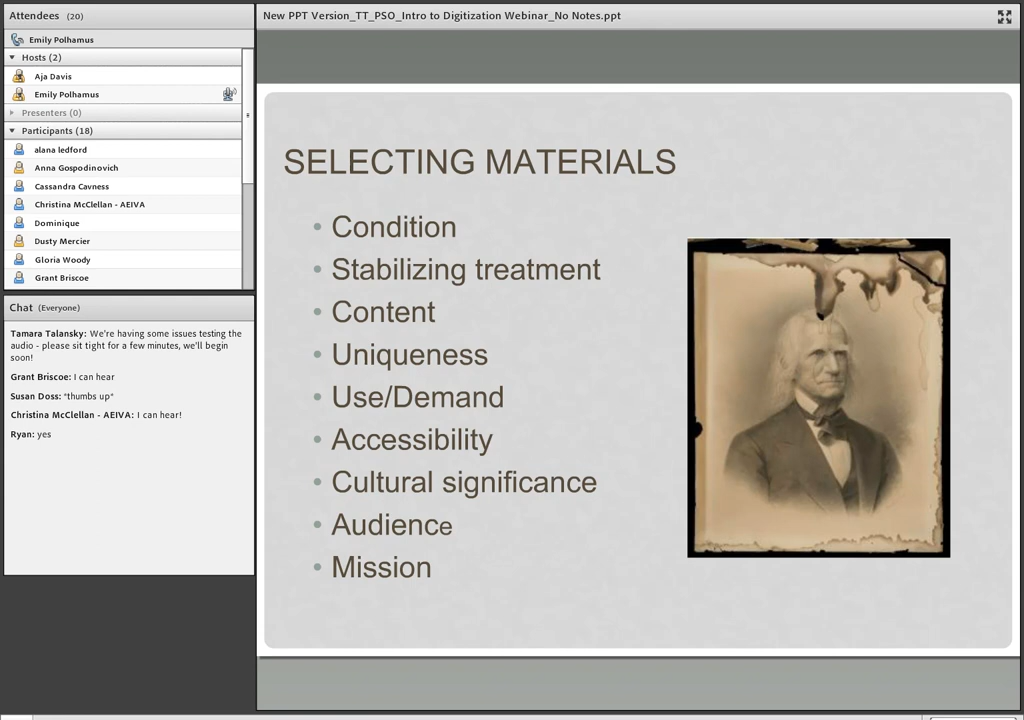 Attendees (20)
Emily Polhamus
Hosts (2)
Aja Davis
Emily Polhamus
Presenters (0)
Participants (18)
alana ledford
Anna Gospodinovich
Cassandra Cavness
Christina McClellan - AEIVA
Dominique
Dusty Mercier
Gloria Woody
Grant Briscoe
Chat (Everyone)
Tamara Talansky: We're having some issues testing the
audio - please sit tight for a few minutes, we'll begin
soon!
Grant Briscoe: I can hear
Susan Doss: *thumbs up*
Christina McClellan - AEIVA: I can hear!
Ryan: yes
New PPT Version_TT_PSO_Intro to Digitization Webinar_No Notes.ppt
SELECTING MATERIALS
• Condition
• Stabilizing treatment
• Content
• Uniqueness
• Use/Demand
• Accessibility
• Cultural significance
• Audience
• Mission